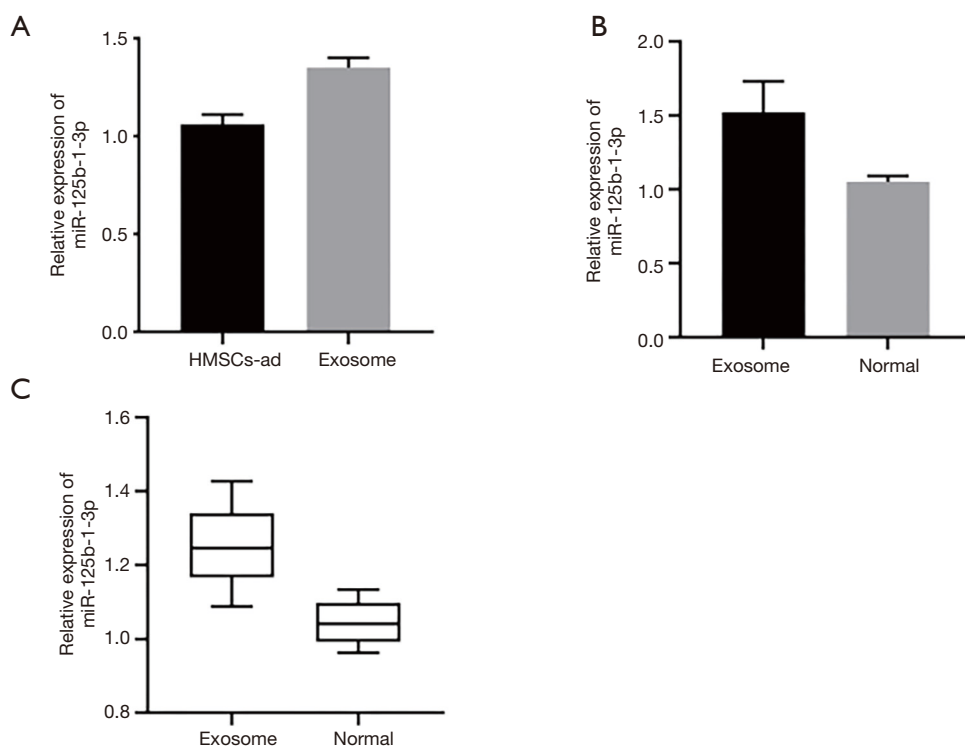 A
Relative expression of
miR-125b-1-3p
1.5
1.0
0.5
0.0
HMSCs-ad
Exosome
B
Relative expression of
miR-125b-1-3p
2.0
1.5
1.0
0.5
0.0
Exosome
Normal
C
Relative expression of
miR-125b-1-3p
1.6
1.4
1.2
1.0
0.8
Exosome
Normal